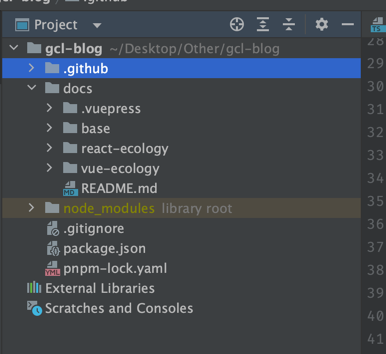 Project
gcl-blog ~/Desktop/Other/gcl-blog
.github
docs
.vuepress
base
react-ecology
vue-ecology
README.md
node_modules library root
.gitignore
package.json
pnpm-lock.yaml
External Libraries
Scratches and Consoles
28
29
30
31
32
33
34
35
36
37
38
39
40
41